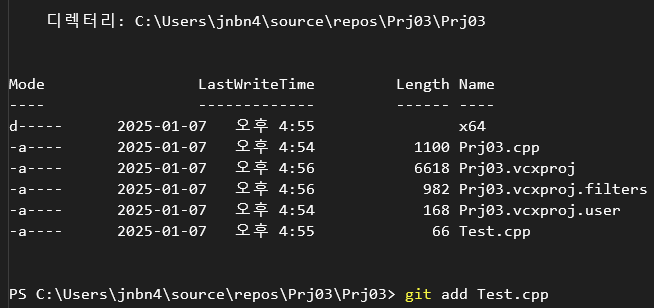 디렉터리: C:\Users\jnbn4\source\repos\Prj03\Prj03
Mode                 LastWriteTime         Length Name
----                 -------------         ------ ----
d-----      2025-01-07   오후 4:55                x64
-a----      2025-01-07   오후 4:54           1100 Prj03.cpp
-a----      2025-01-07   오후 4:56           6618 Prj03.vcxproj
-a----      2025-01-07   오후 4:56            982 Prj03.vcxproj.filters
-a----      2025-01-07   오후 4:54            168 Prj03.vcxproj.user
-a----      2025-01-07   오후 4:55             66 Test.cpp
PS C:\Users\jnbn4\source\repos\Prj03\Prj03> git add Test.cpp